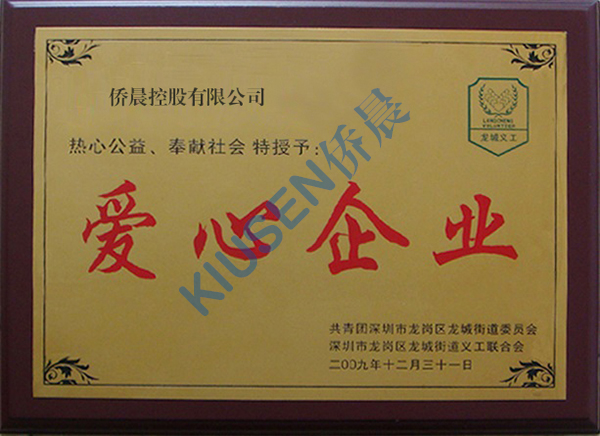 侨晨控股有限公司
LONGCHENG
VOLUNTEER
龙城义工
热心公益、奉献社会 特授予：
爱心企业
KIUSEN侨晨
共青团深圳市龙岗区龙城街道委员会
深圳市龙岗区龙城街道义工联合会
二00九年十二月三十一日